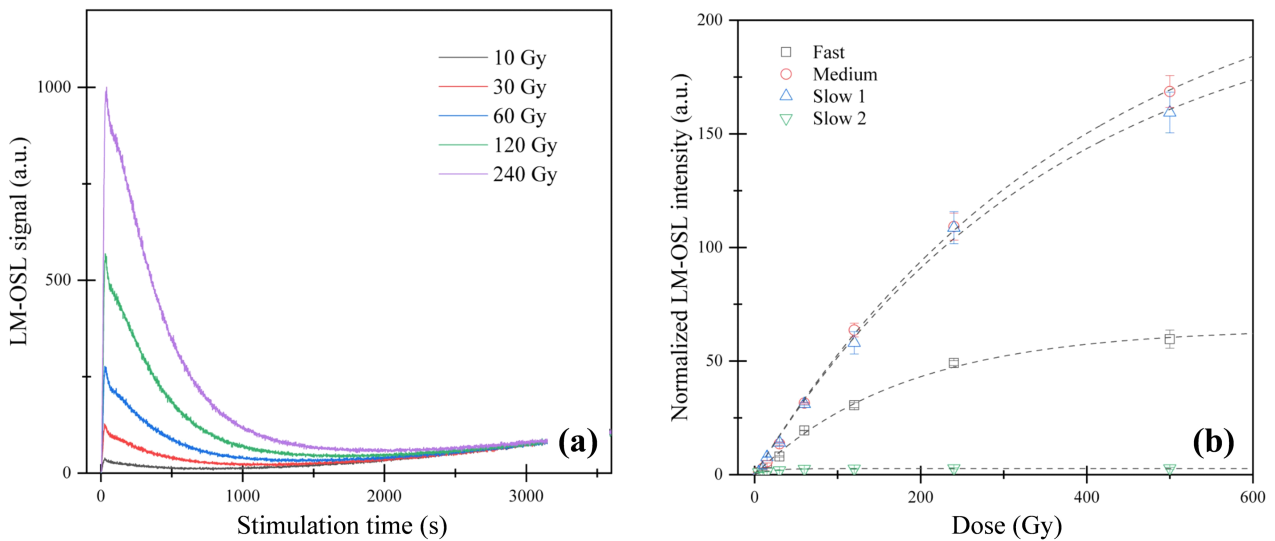 LM-OSL signal (a.u.)
1000
500
0
10 Gy
30 Gy
60 Gy
120 Gy
240 Gy
(a)
0
1000
2000
3000
Stimulation time (s)
Normalized LM-OSL intensity (a.u.)
200
150
100
50
0
Fast
Medium
Slow 1
Slow 2
(b)
0
200
400
600
Dose (Gy)